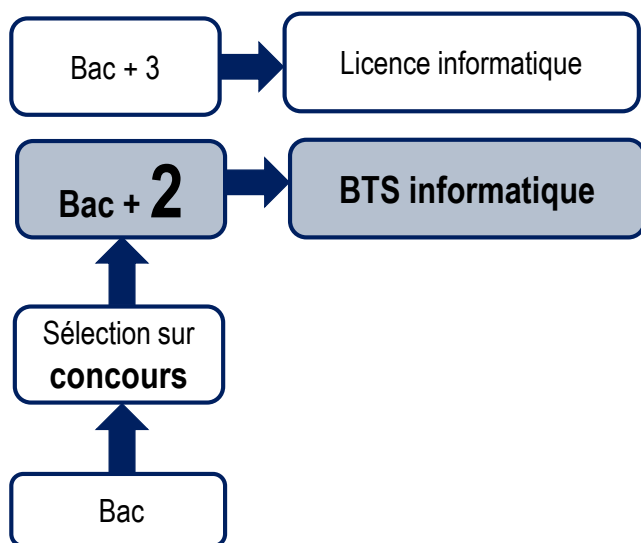 Bac + 3
Licence informatique
Bac + 2
BTS informatique
Sélection sur
concours
Bac